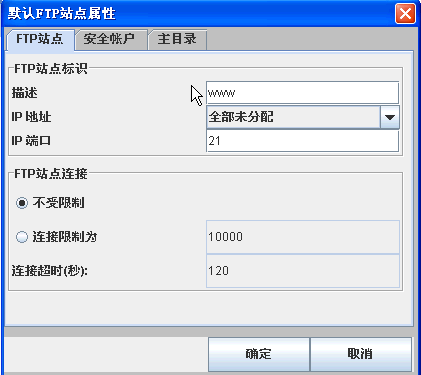 默认FTP站点属性
FTP站点 安全帐户 主目录
FTP站点标识
描述 www
IP 地址 全部未分配
IP 端口 21
FTP站点连接
不受限制
连接限制为 10000
连接超时(秒): 120
确定 取消